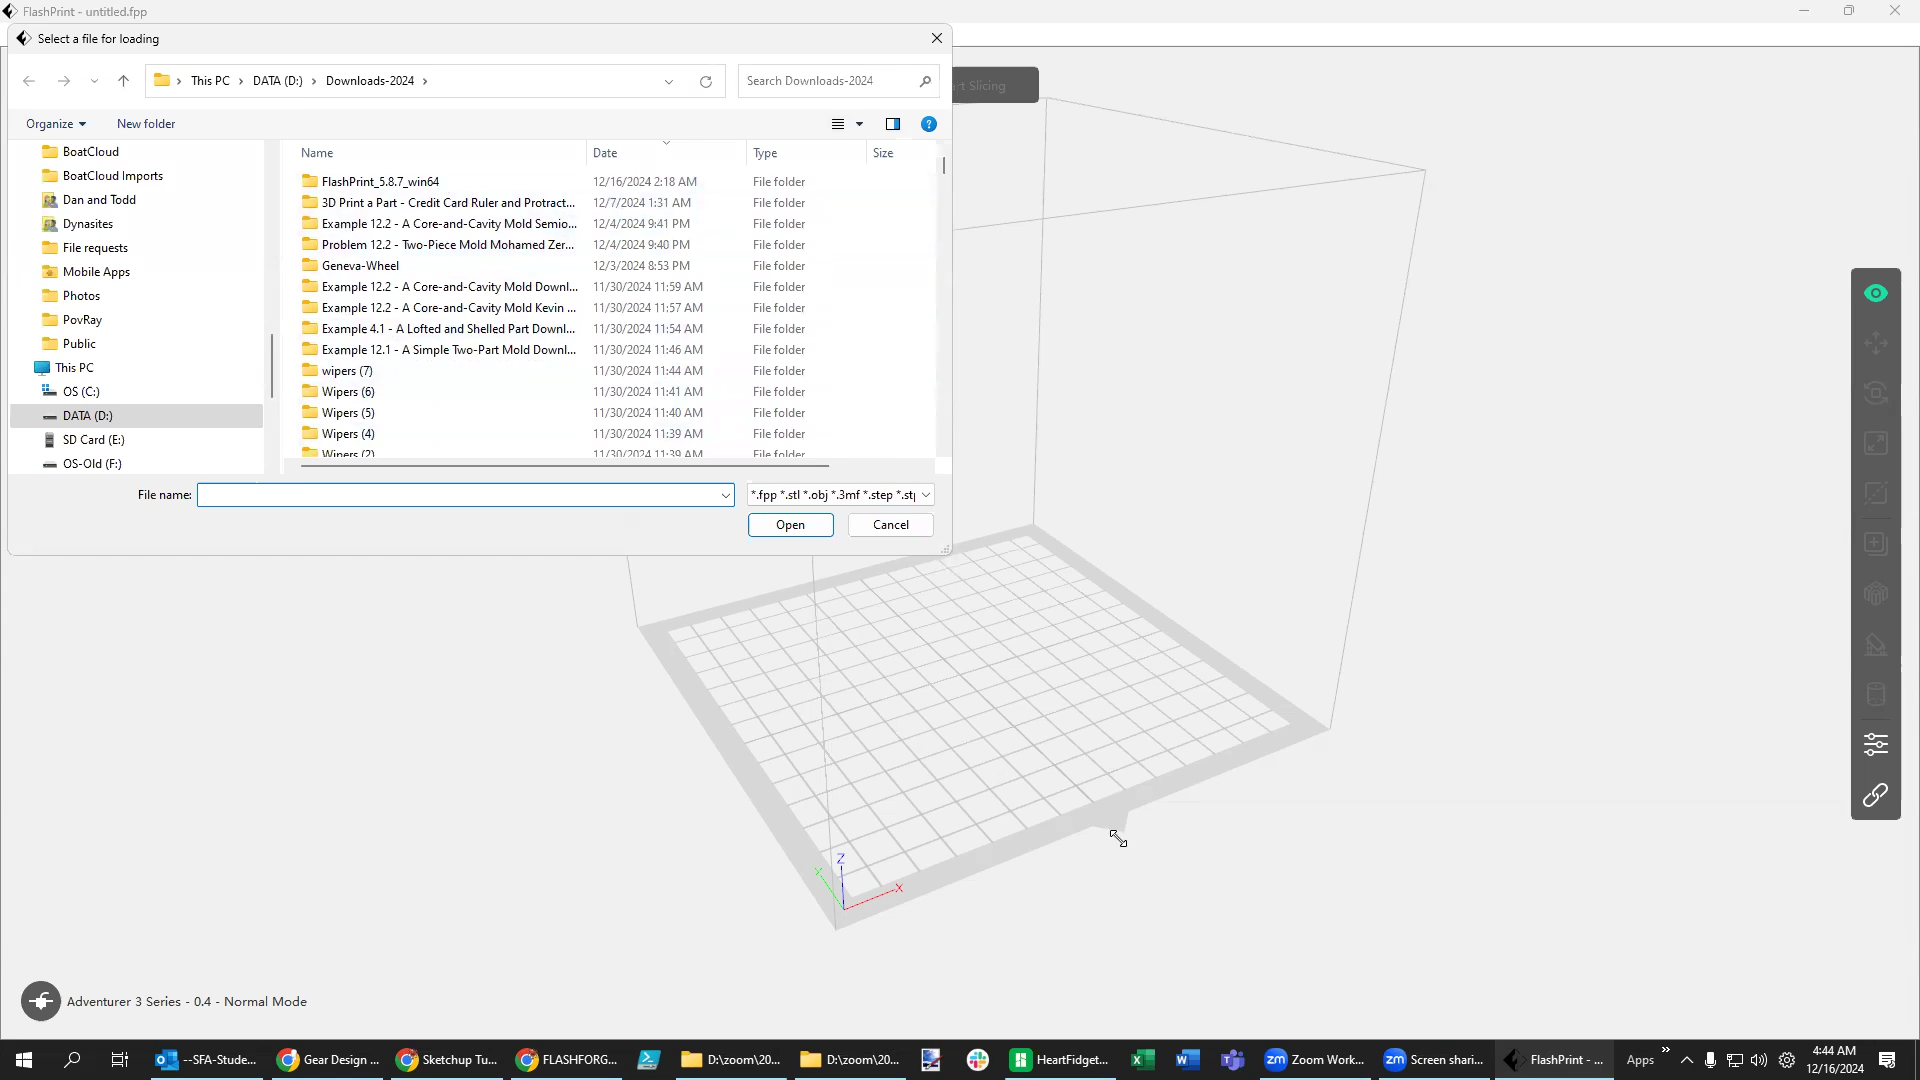 FlashPrint - untitled.fpp
Select a file for loading
This PC > DATA (D:) > Downloads-2024 >
Search Downloads-2024
t Slicing
Organize
New folder
Name Date Type Size
BoatCloud
BoatCloud Imports
Dan and Todd
Dynasites
File requests
Mobile Apps
Photos
PovRay
Public
This PC
OS (C:)
DATA (D:)
SD Card (E:)
OS-Old (F:)
FlashPrint_5.8.7_win64 12/16/2024 2:18 AM File folder
3D Print a Part - Credit Card Ruler and Protract... 12/7/2024 1:31 AM File folder
Example 12.2 - A Core-and-Cavity Mold Semio... 12/4/2024 9:41 PM File folder
Problem 12.2 - Two-Piece Mold Mohamed Zer... 12/4/2024 9:40 PM File folder
Geneva-Wheel 12/3/2024 8:53 PM File folder
Example 12.2 - A Core-and-Cavity Mold Downl... 11/30/2024 11:59 AM File folder
Example 12.2 - A Core-and-Cavity Mold Kevin ... 11/30/2024 11:57 AM File folder
Example 4.1 - A Lofted and Shelled Part Downl... 11/30/2024 11:54 AM File folder
Example 12.1 - A Simple Two-Part Mold Downl... 11/30/2024 11:46 AM File folder
wipers (7) 11/30/2024 11:44 AM File folder
Wipers (6) 11/30/2024 11:41 AM File folder
Wipers (5) 11/30/2024 11:40 AM File folder
Wipers (4) 11/30/2024 11:39 AM File folder
Wipers (2) 11/30/2024 11:39 AM File folder
File name:
*.fpp *.stl *.obj *.3mf *.step *.stp
Open
Cancel
Z
Y
X
Adventurer 3 Series - 0.4 - Normal Mode
--SFA-Stude...
Gear Design ...
Sketchup Tu...
FLASHFORG...
D:\zoom\20...
D:\zoom\20...
HeartFidget...
Zoom Work...
Screen shari...
FlashPrint - ...
Apps
4:44 AM
12/16/2024